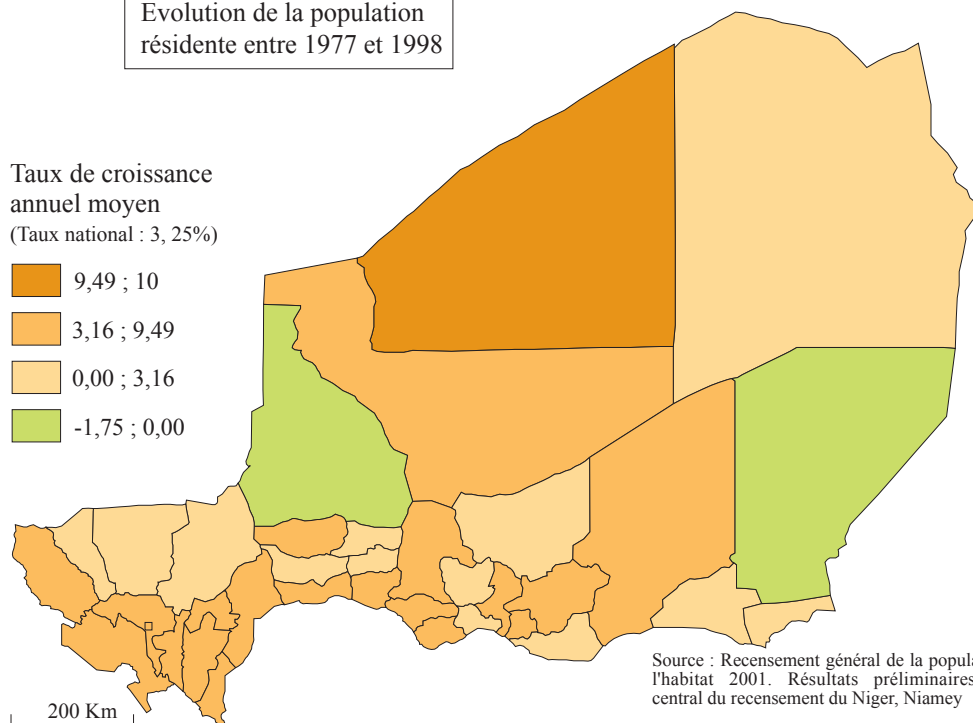 Evolution de la population
résidente entre 1977 et 1998
Taux de croissance
annuel moyen
(Taux national : 3, 25%)
9,49 ; 10
3,16 ; 9,49
0,00 ; 3,16
-1,75 ; 0,00
200 Km
Source : Recensement général de la popula
l'habitat 2001. Résultats préliminaires
central du recensement du Niger, Niamey